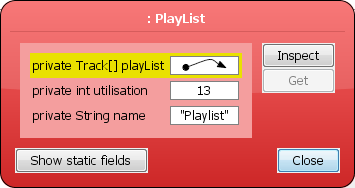 : PlayList
private Track[] playList
Inspect
private int utilisation 13
Get
private String name "Playlist"
Show static fields
Close